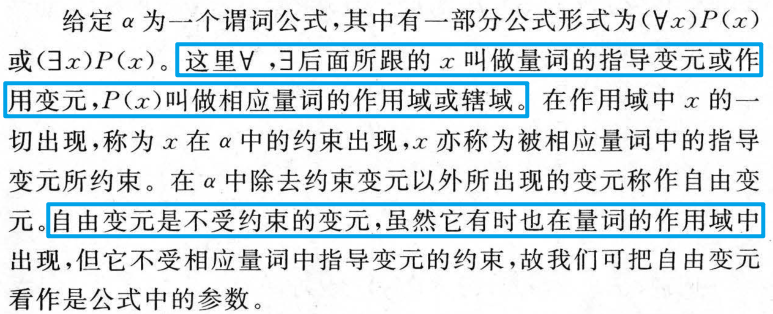 给定 α 为一个谓词公式,其中有一部分公式形式为(∀x)P(x)
或(∃x)P(x)。这里∀,∃后面所跟的 x 叫做量词的指导变元或作
用变元,P(x)叫做相应量词的作用域或辖域。在作用域中 x 的一
切出现,称为 x 在 α 中的约束出现,x 亦称为被相应量词中的指导
变元所约束。在 α 中除去约束变元以外所出现的变元称作自由变
元。自由变元是不受约束的变元,虽然它有时也在量词的作用域中
出现,但它不受相应量词中指导变元的约束,故我们可把自由变元
看作是公式中的参数。